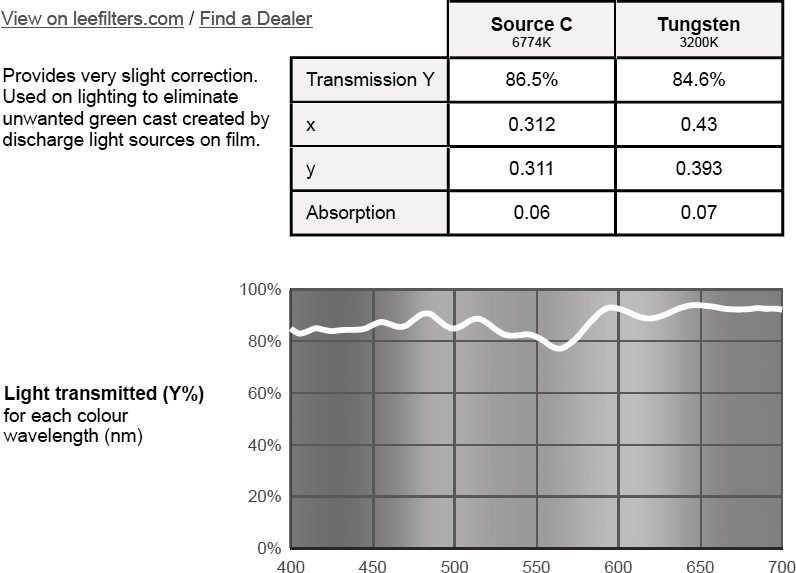 View on leefilters.com / Find a Dealer
Source C
6774K
Tungsten
3200K
Provides very slight correction.
Used on lighting to eliminate
unwanted green cast created by
discharge light sources on film.
Transmission Y 86.5% 84.6%
x 0.312 0.43
y 0.311 0.393
Absorption 0.06 0.07
Light transmitted (Y%)
for each colour
wavelength (nm)
100%
80%
60%
40%
20%
0%
400 450 500 550 600 650 700